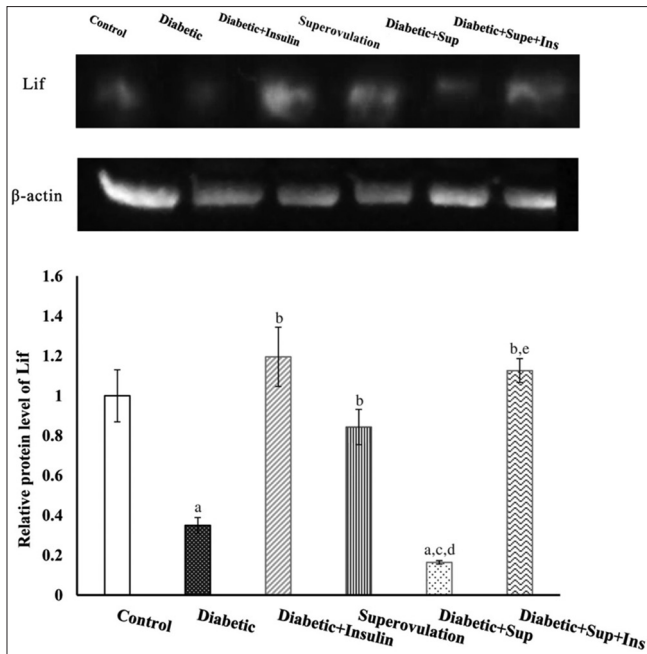 Control Diabetic Diabetic+Insulin Superovulation Diabetic+Sup Diabetic+Supe+Ins
Lif
β-actin
Relative protein level of Lif
1.6
1.4
1.2
1
0.8
0.6
0.4
0.2
0
a
b
b
a,c,d
b,e
Control Diabetic Diabetic+Insulin Superovulation Diabetic+Sup Diabetic+Sup+Ins